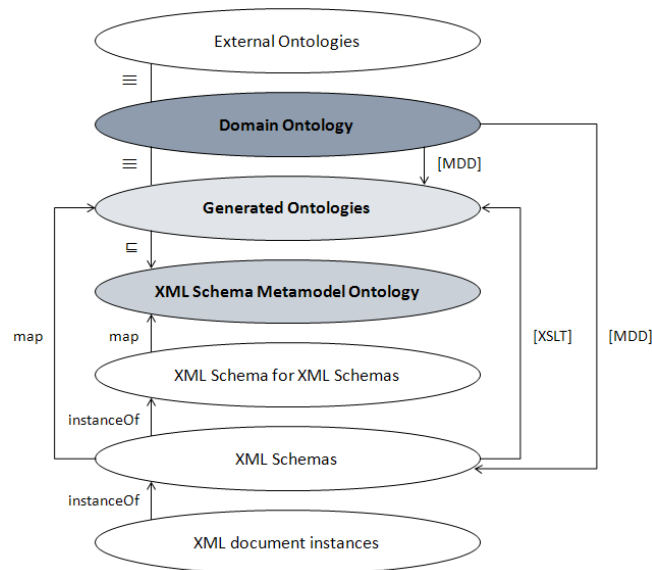 External Ontologies
≡
Domain Ontology
≡
[MDD]
Generated Ontologies
⊑
XML Schema Metamodel Ontology
map
map
[XSLT]
[MDD]
XML Schema for XML Schemas
instanceOf
XML Schemas
instanceOf
XML document instances